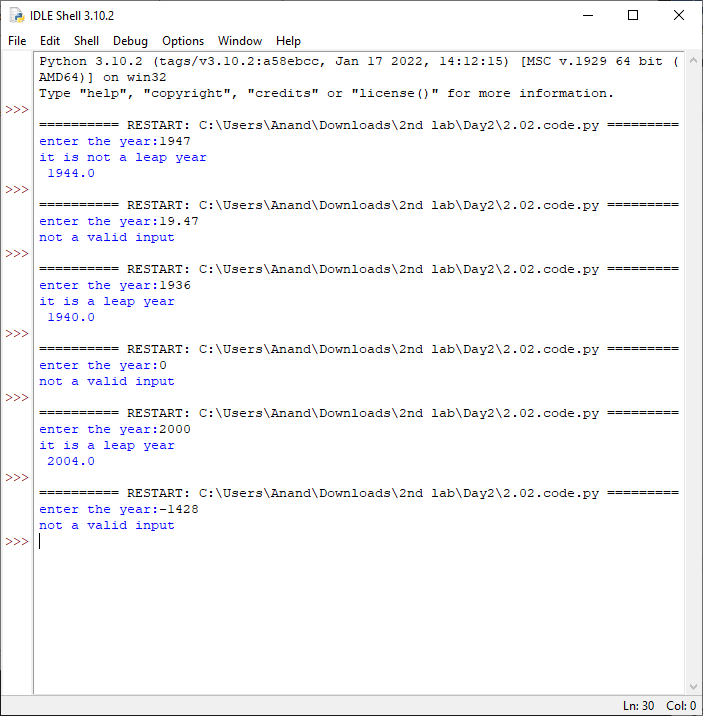 IDLE Shell 3.10.2
File Edit Shell Debug Options Window Help
Python 3.10.2 (tags/v3.10.2:a58ebcc, Jan 17 2022, 14:12:15) [MSC v.1929 64 bit (
AMD64)] on win32
Type "help", "copyright", "credits" or "license()" for more information.
>>>
========== RESTART: C:\Users\Anand\Downloads\2nd lab\Day2\2.02.code.py =========
enter the year:1947
it is not a leap year
 1944.0
>>>
========== RESTART: C:\Users\Anand\Downloads\2nd lab\Day2\2.02.code.py =========
enter the year:19.47
not a valid input
>>>
========== RESTART: C:\Users\Anand\Downloads\2nd lab\Day2\2.02.code.py =========
enter the year:1936
it is a leap year
 1940.0
>>>
========== RESTART: C:\Users\Anand\Downloads\2nd lab\Day2\2.02.code.py =========
enter the year:0
not a valid input
>>>
========== RESTART: C:\Users\Anand\Downloads\2nd lab\Day2\2.02.code.py =========
enter the year:2000
it is a leap year
 2004.0
>>>
========== RESTART: C:\Users\Anand\Downloads\2nd lab\Day2\2.02.code.py =========
enter the year:-1428
not a valid input
>>>
Ln: 30 Col: 0